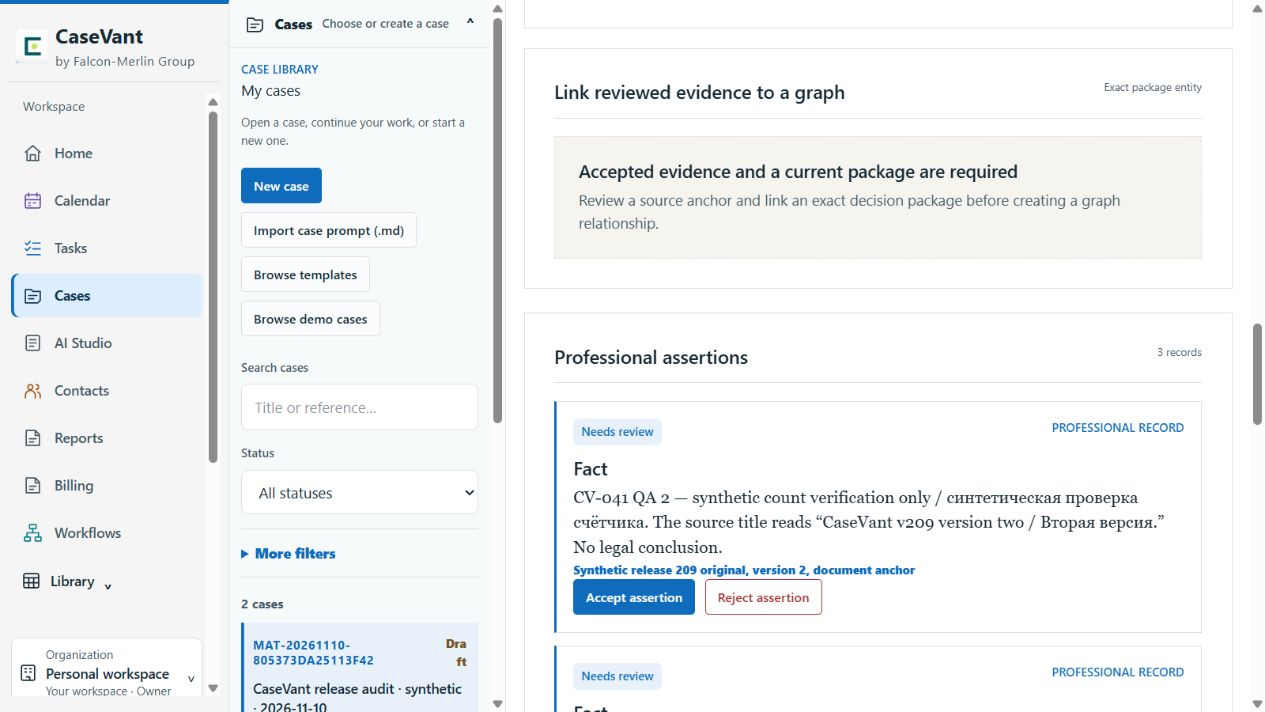 CaseVant
by Falcon-Merlin Group
Workspace
Home
Calendar
Tasks
Cases
AI Studio
Contacts
Reports
Billing
Workflows
Library
Organization
Personal workspace
Your workspace · Owner
Cases Choose or create a case
CASE LIBRARY
My cases
Open a case, continue your work, or start a
new one.
New case
Import case prompt (.md)
Browse templates
Browse demo cases
Search cases
Title or reference...
Status
All statuses
More filters
2 cases
MAT-20261110-
805373DA25113F42
Dra
ft
CaseVant release audit · synthetic
· 2026-11-10
Link reviewed evidence to a graph
Exact package entity
Accepted evidence and a current package are required
Review a source anchor and link an exact decision package before creating a graph
relationship.
Professional assertions
3 records
Needs review
PROFESSIONAL RECORD
Fact
CV-041 QA 2 — synthetic count verification only / синтетическая проверка
счётчика. The source title reads “CaseVant v209 version two / Вторая версия.”
No legal conclusion.
Synthetic release 209 original, version 2, document anchor
Accept assertion
Reject assertion
Needs review
PROFESSIONAL RECORD
Fact